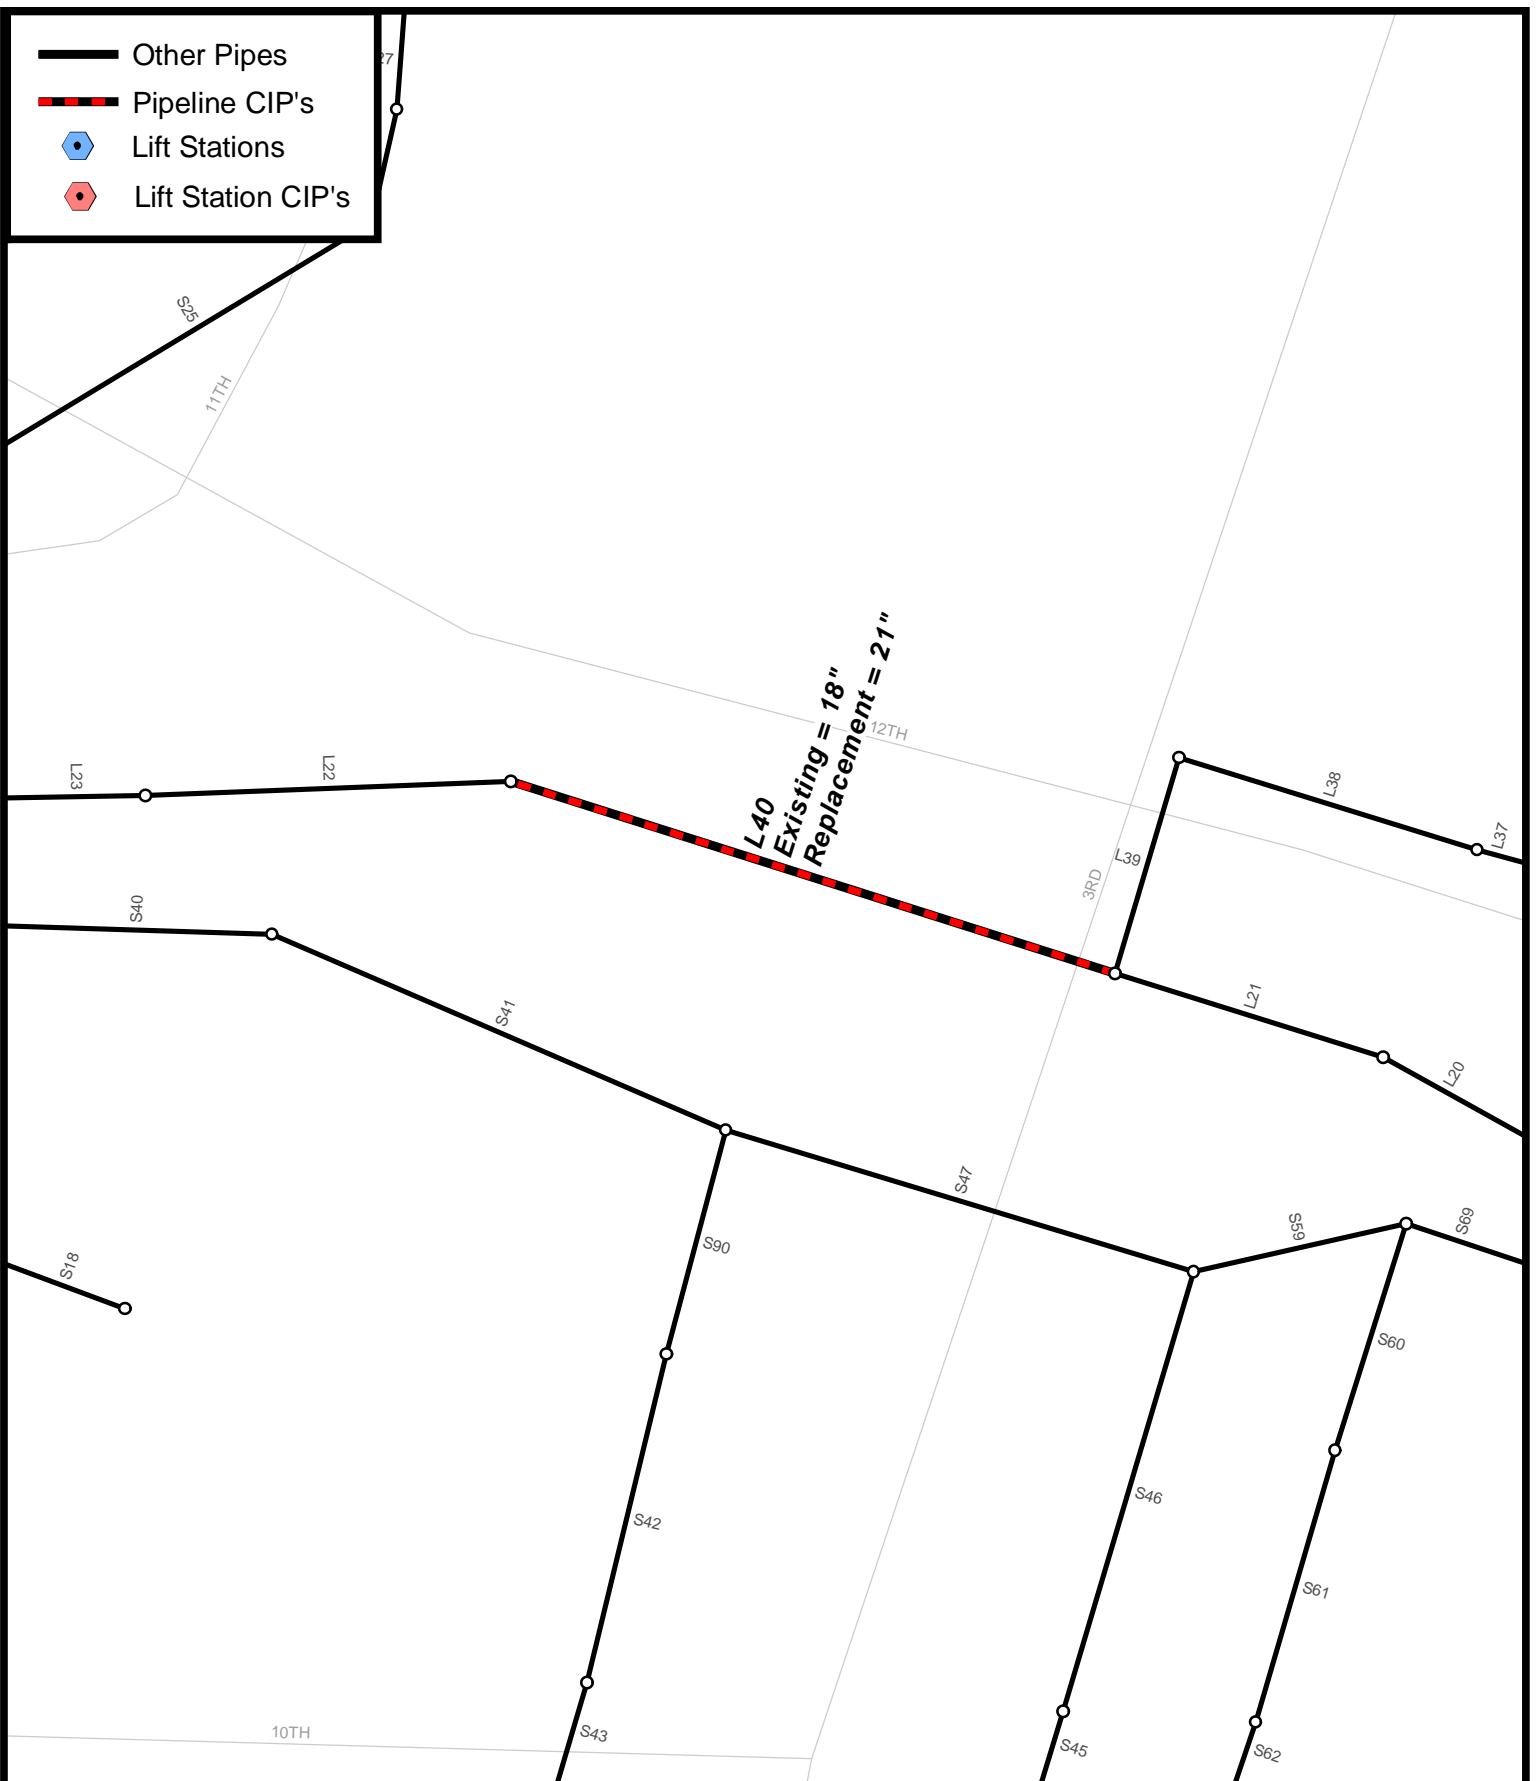 Other Pipes
Pipeline CIP's
Lift Stations
Lift Station CIP's
27
S25
11TH
L40
Existing = 18"
Replacement = 21"
12TH
L23
L22
L38
L37
L39
3RD
S40
S41
L21
L20
S47
S59
S69
S90
S18
S60
S46
S42
S61
10TH
S43
S45
S62